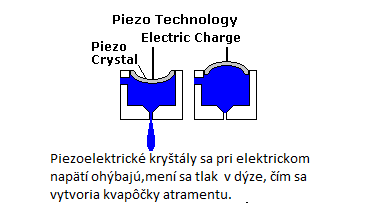 Piezo Technology
Electric Charge
Piezo
Crystal
Piezoelektrické kryštály sa pri elektrickom
napätí ohýbajú,mení sa tlak v dýze, čím sa
vytvoria kvapôčky atramentu.